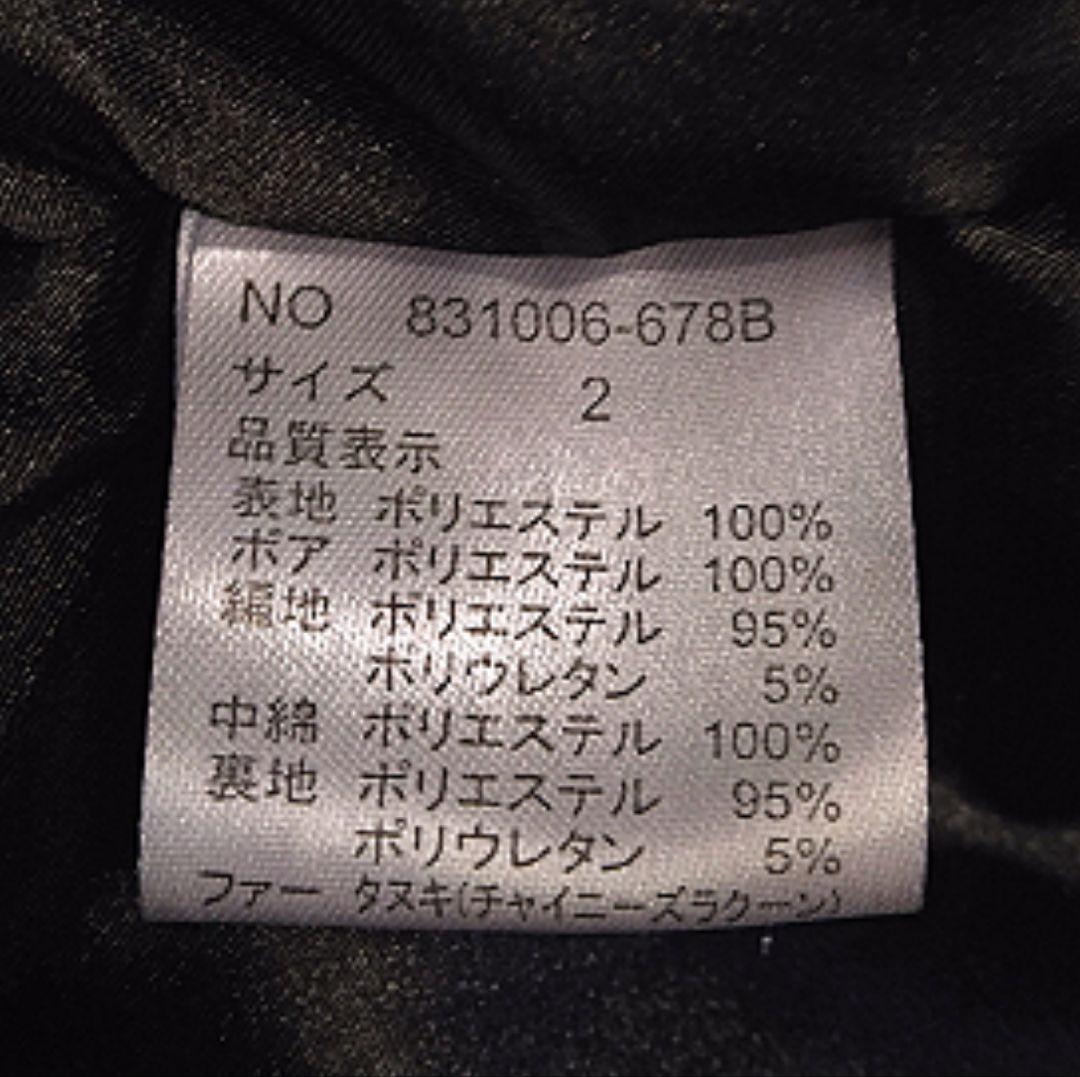 NO 831006-678B
サイズ 2
品質表示
表地 ポリエステル 100%
ボア ポリエステル 100%
編地 ポリエステル 95%
ポリウレタン 5%
中綿 ポリエステル 100%
裏地 ポリエステル 95%
ポリウレタン 5%
ファー タヌキ(チャイニーズラクーン)